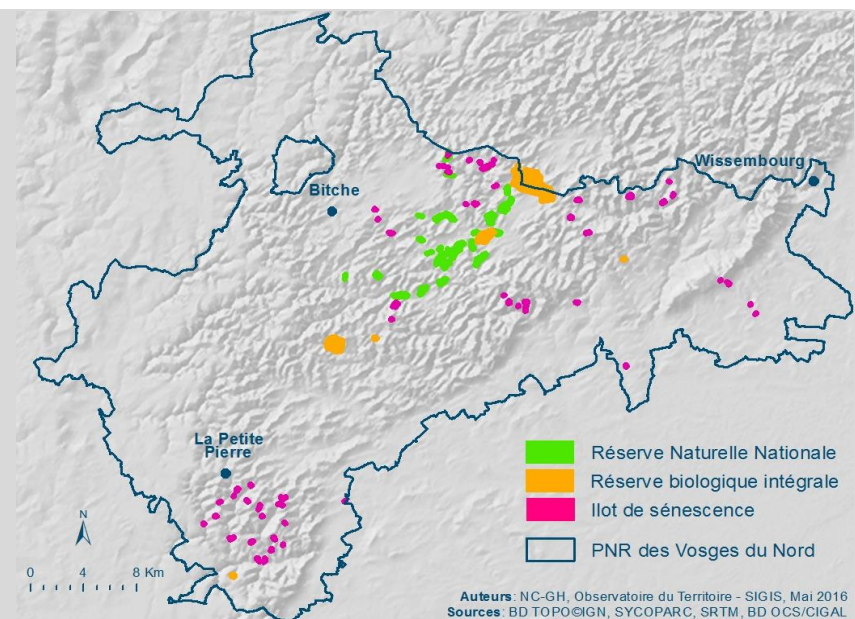 Wissembourg
Bitche
La Petite
Pierre
Réserve Naturelle Nationale
Réserve biologique intégrale
Ilot de sénescence
PNR des Vosges du Nord
N
0 4 8 Km
Auteurs: NC-GH, Observatoire du Territoire - SIGIS, Mai 2016
Sources: BD TOPO©IGN, SYCOPARC, SRTM, BD OCS/CIGAL